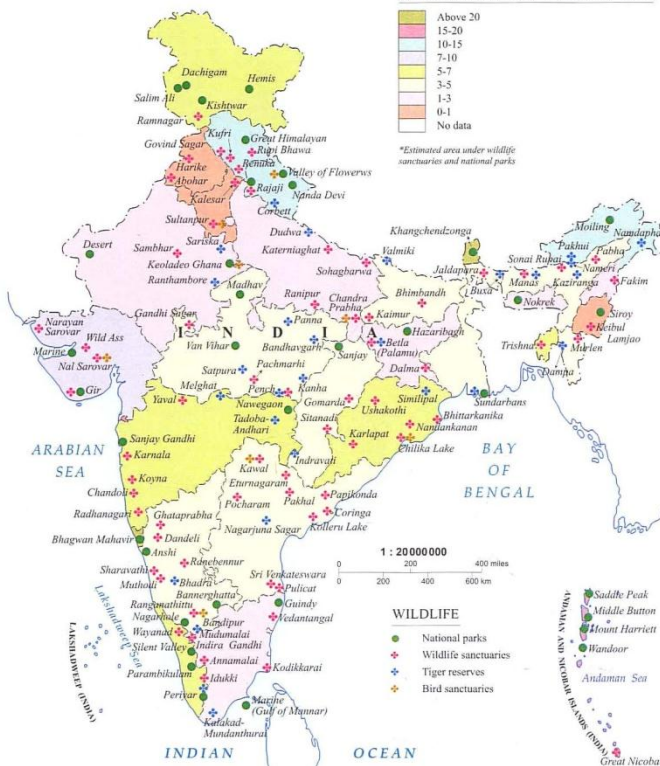 Above 20
15-20
10-15
7-10
5-7
3-5
1-3
0-1
No data
*Estimated area under wildlife
sanctuaries and national parks
Dachigam
Hemis
Salim Ali
Kishtwar
Ramnagar
Kufri
Great Himalayan
Govind Sagar
Rupi Bhawa
Renuka
Harike
Valley of Flowerws
Abohar
Rajaji
Kalesar
Nanda Devi
Corbett
Sultanpur
Dudwa
Khangchendzonga
Moiling
Namdapha
Desert
Sariska
Sambhar
Katerniaghat
Valmiki
Pakhui
Pabha
Sonai Rupai
Keoladeo Ghana
Jaldapara
Nameri
Sohagbarwa
Buxa
Manas
Kaziranga
Fakim
Ranthambore
Madhav
Bhimbandh
Nokrek
Ranipur
Chandra
Prabha
Kaimur
Siroy
Gandhi Sagar
Keibul
Lamjao
Narayan
Sarovar
INDIA
Panna
Hazaribagh
Wild Ass
Trishna
Murlen
Van Vihar
Bandhavgarh
Sanjay
Betla
(Palamu)
Marine
Pachmarhi
Dampa
Nal Sarovar
Satpura
Dalma
Melghat
Pench
Kanha
Gir
Yaval
Gomarda
Similipal
Sundarbans
Nawegaon
Ushakothi
Bhittarkanika
Tadoba-
Andhari
Sitanadi
Nandankanan
ARABIAN
SEA
Sanjay Gandhi
Karlapat
Chilika Lake
BAY
OF
BENGAL
Karnala
Indravati
Kawal
Koyna
Eturnagaram
Chandoli
Pocharam
Pakhal
Papikonda
Radhanagari
Coringa
Ghataprabha
Kolleru Lake
Nagarjuna Sagar
Bhagwan Mahavir
Dandeli
Anshi
1 : 20000000
Ranebennur
0 200 400 miles
0 600 km
Sharavathi
Sri Venkateswara
Muthodi
Bhadra
Pulicat
Bannerghatta
WILDLIFE
Ranganathittu
Guindy
National parks
Nagarhole
Bandipur
Vedantangal
Wildlife sanctuaries
Wayanad
Mudumalai
Tiger reserves
Silent Valley
Indira Gandhi
Bird sanctuaries
Annamalai
Parambikulam
Kodikkarai
Idukki
Periyar
Marine
(Gulf of Munnar)
Kalakad-
Mundanthurai
Lakshadweep Sea
LAKSHADWEEP (INDIA)
INDIAN OCEAN
Saddle Peak
Middle Button
Mount Harriett
Wandoor
Andaman Sea
ANDAMAN AND NICOBAR ISLANDS (INDIA)
Great Nicoba